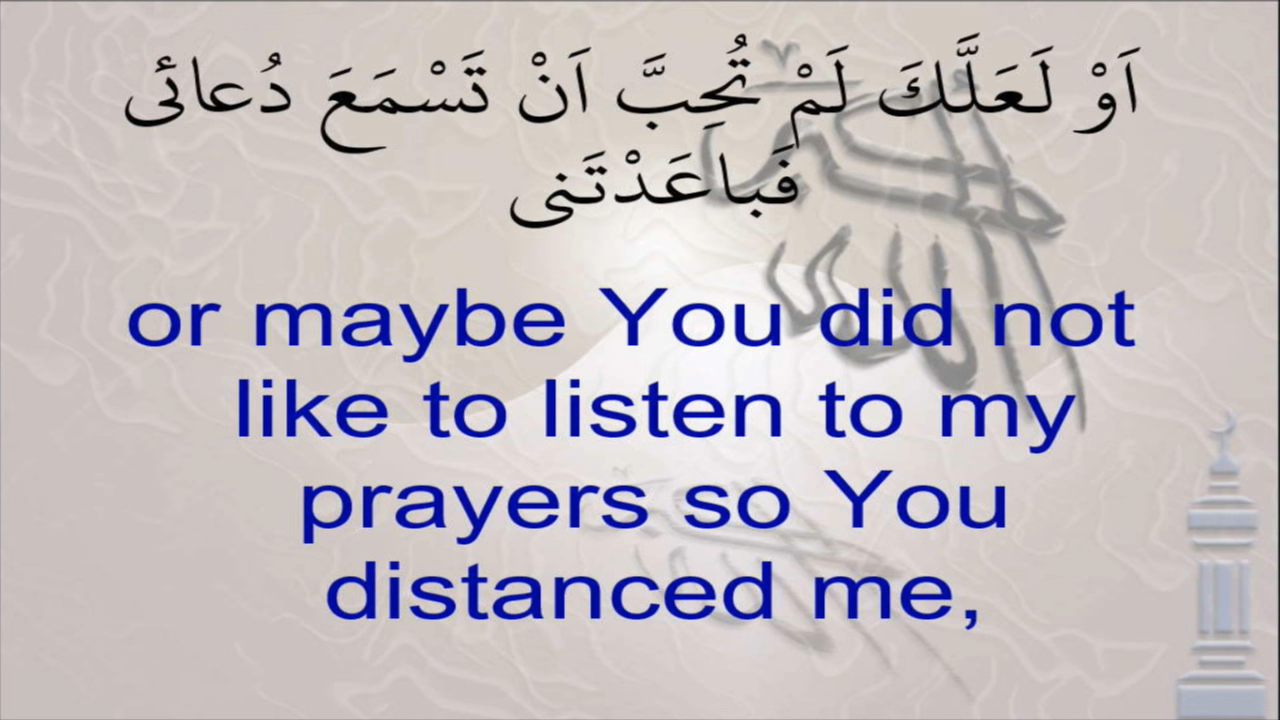 اَوْ لَعَلَّكَ لَمْ تُحِبَّ اَنْ تَسْمَعَ دُعائى
فَباعَدْتَنى
or maybe You did not
like to listen to my
prayers so You
distanced me,